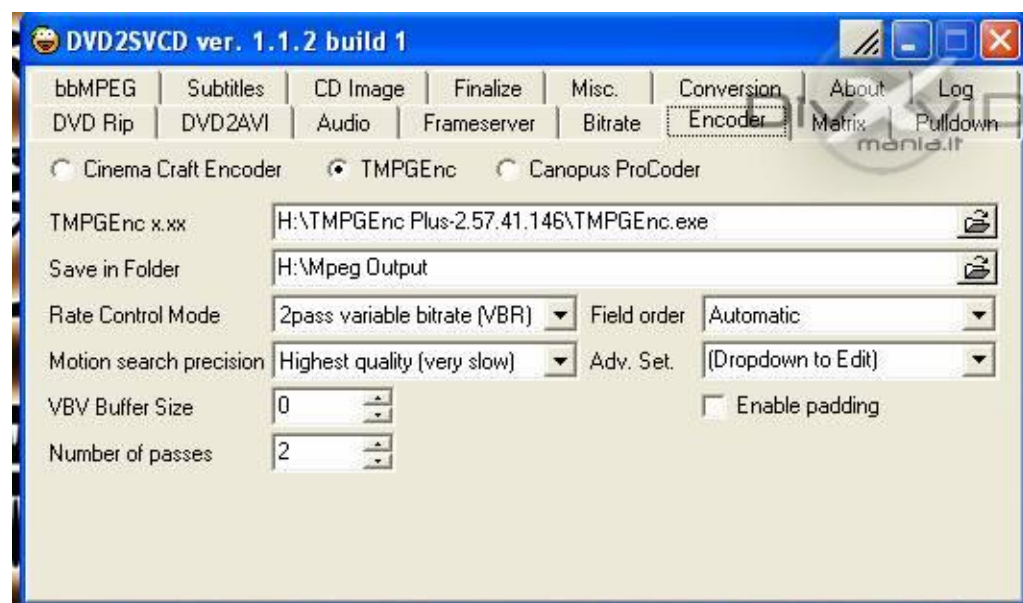 DVD2SVCD ver. 1.1.2 build 1
bbMPEG Subtitles CD Image Finalize Misc. Conversion About Log
DVD Rip DVD2AVI Audio Frameserver Bitrate Encoder Matrix Pulldown
mania.it
Cinema Craft Encoder TMPGEnc Canopus ProCoder
TMPGEnc x.xx H:\TMPGEnc Plus-2.57.41.146\TMPGEnc.exe
Save in Folder H:\Mpeg Output
Rate Control Mode 2pass variable bitrate (VBR) Field order Automatic
Motion search precision Highest quality (very slow) Adv. Set. (Dropdown to Edit)
VBV Buffer Size 0 Enable padding
Number of passes 2